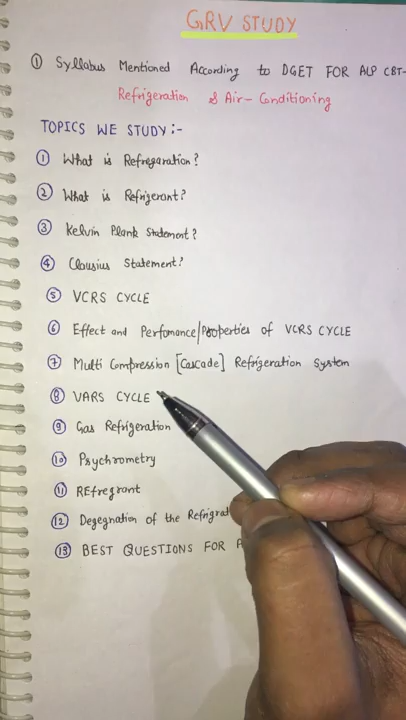 GRV STUDY
① Syllabus Mentioned According to DGET FOR ALP CBT-
Refrigeration & Air-Conditioning
TOPICS WE STUDY:-
① What is Refregaration?
② What is Refrigerant?
③ Kelvin Plank Statement?
④ Clausius Statement?
⑤ VCRS CYCLE
⑥ Effect and Perfomance/Properties of VCRS CYCLE
⑦ Multi Compression [Cascade] Refrigeration System
⑧ VARS CYCLE
⑨ Gas Refrigeration
⑩ Psychrometry
⑪ REfregrant
⑫ Degegnation of the Refrigrat
⑬ BEST QUESTIONS FOR